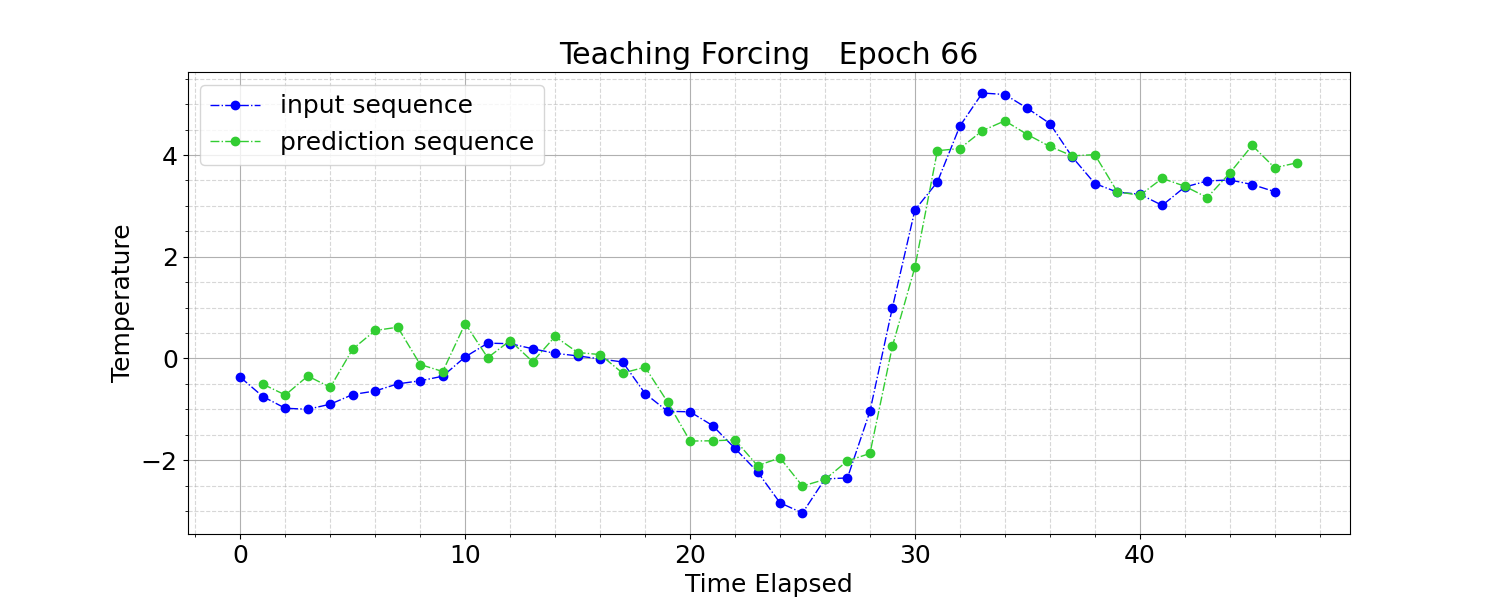 Teaching Forcing   Epoch 66
input sequence
prediction sequence
Temperature
4
2
0
−2
0 10 20 30 40
Time Elapsed